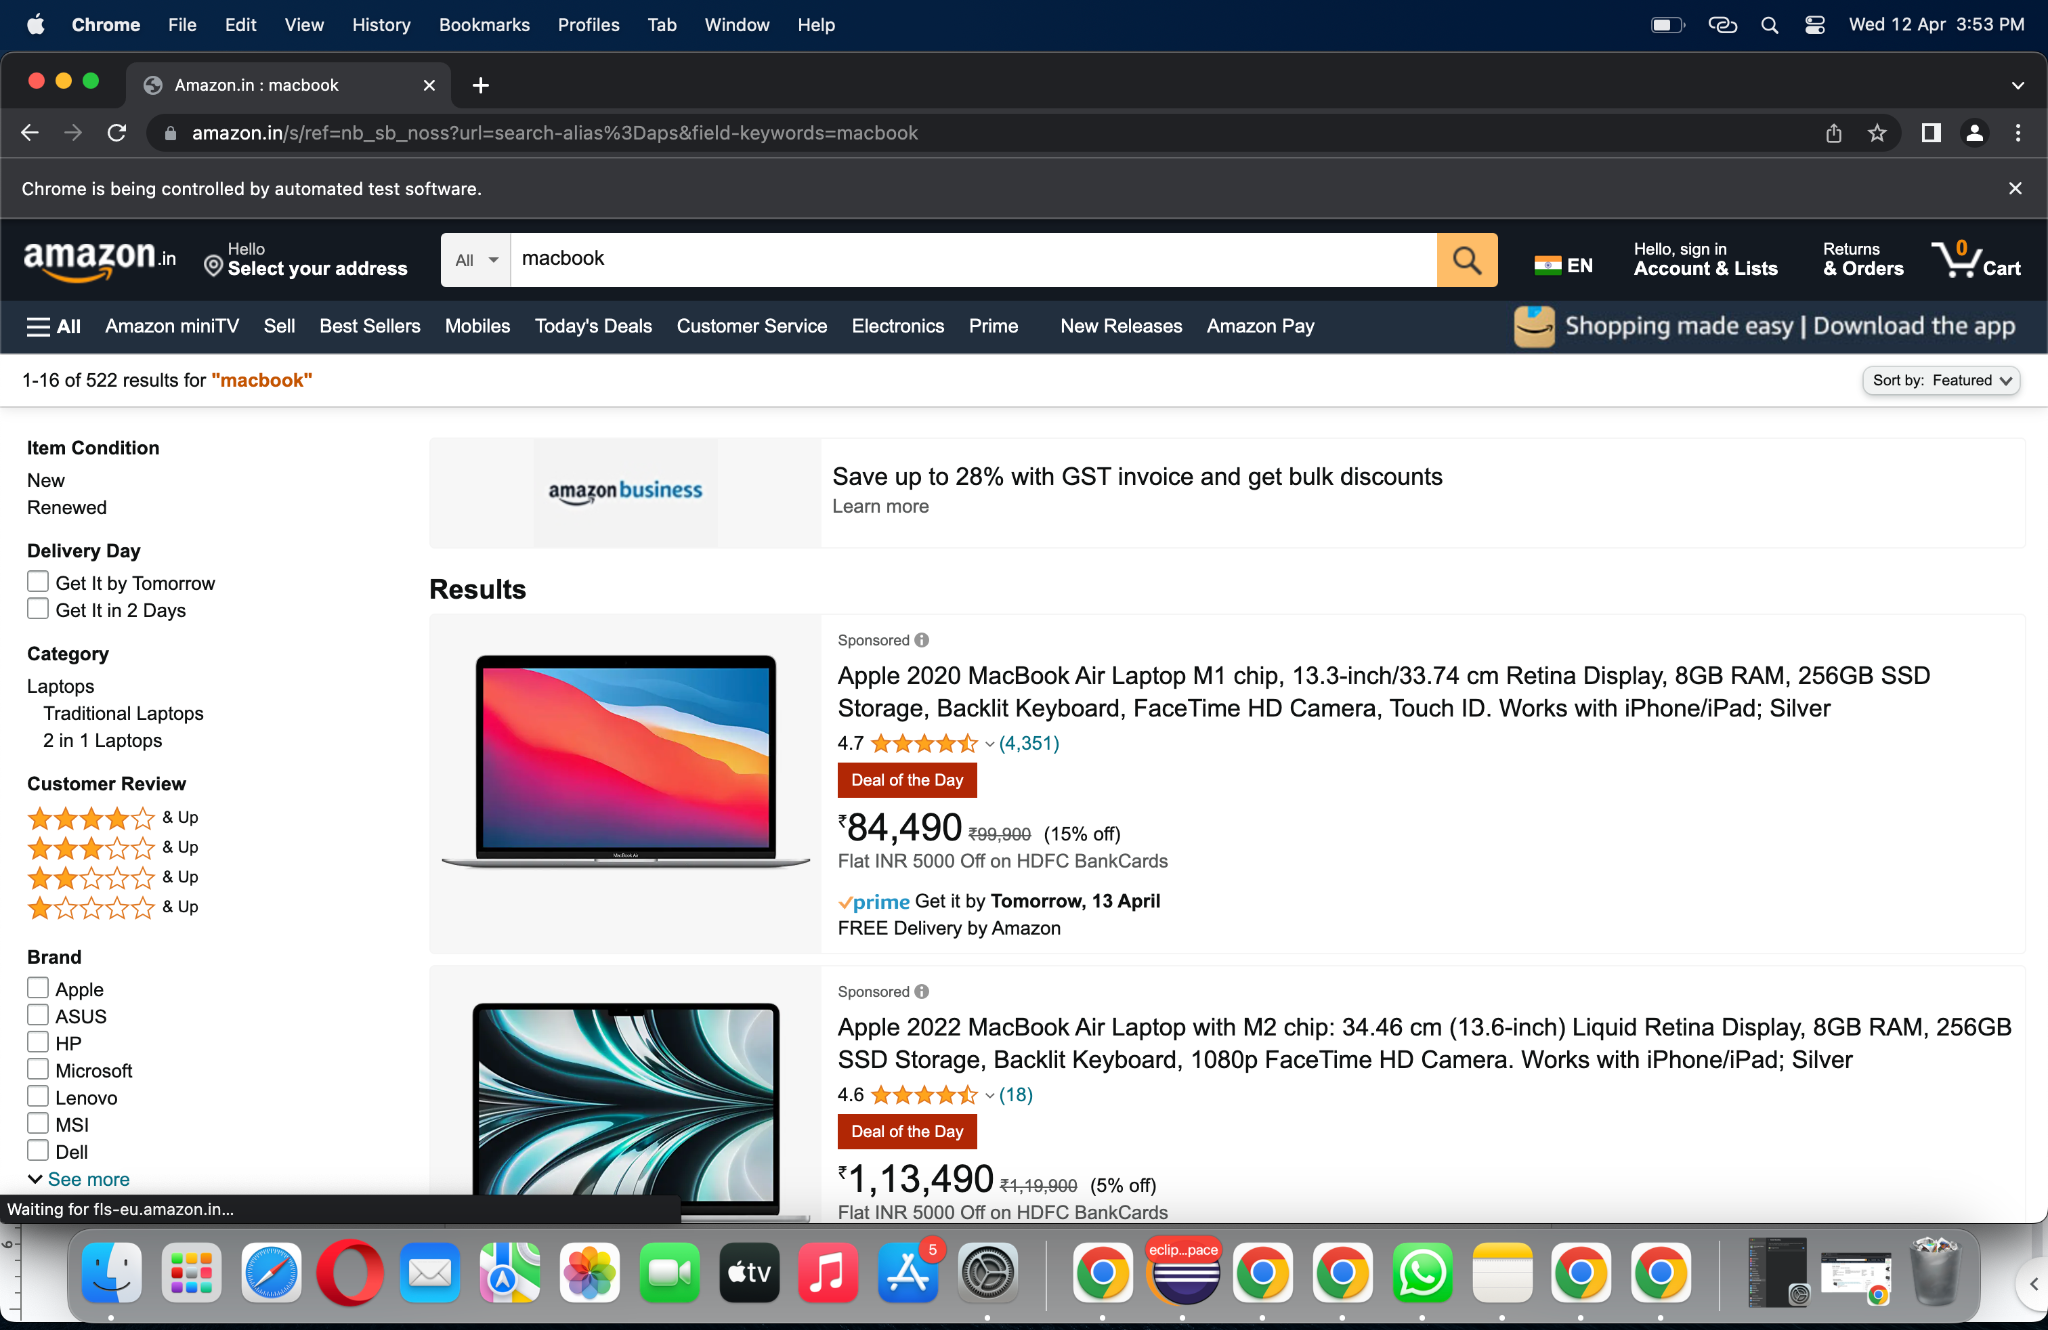 Chrome File Edit View History Bookmarks Profiles Tab Window Help
Wed 12 Apr 3:53 PM
Amazon.in : macbook
amazon.in/s/ref=nb_sb_noss?url=search-alias%3Daps&field-keywords=macbook
Chrome is being controlled by automated test software.
amazon.in
Hello
Select your address
All
macbook
EN
Hello, sign in
Account & Lists
Returns
& Orders
0
Cart
All Amazon miniTV Sell Best Sellers Mobiles Today's Deals Customer Service Electronics Prime New Releases Amazon Pay
Shopping made easy | Download the app
1-16 of 522 results for "macbook"
Sort by: Featured
Item Condition
New
Renewed
Delivery Day
Get It by Tomorrow
Get It in 2 Days
Category
Laptops
Traditional Laptops
2 in 1 Laptops
Customer Review
& Up
& Up
& Up
& Up
Brand
Apple
ASUS
HP
Microsoft
Lenovo
MSI
Dell
See more
amazon business
Save up to 28% with GST invoice and get bulk discounts
Learn more
Results
MacBook Air
Sponsored
Apple 2020 MacBook Air Laptop M1 chip, 13.3-inch/33.74 cm Retina Display, 8GB RAM, 256GB SSD
Storage, Backlit Keyboard, FaceTime HD Camera, Touch ID. Works with iPhone/iPad; Silver
4.7 (4,351)
Deal of the Day
₹84,490 ₹99,900 (15% off)
Flat INR 5000 Off on HDFC BankCards
prime Get it by Tomorrow, 13 April
FREE Delivery by Amazon
Sponsored
Apple 2022 MacBook Air Laptop with M2 chip: 34.46 cm (13.6-inch) Liquid Retina Display, 8GB RAM, 256GB
SSD Storage, Backlit Keyboard, 1080p FaceTime HD Camera. Works with iPhone/iPad; Silver
4.6 (18)
Deal of the Day
₹1,13,490 ₹1,19,900 (5% off)
Flat INR 5000 Off on HDFC BankCards
Waiting for fls-eu.amazon.in...
tv
5
eclip...pace